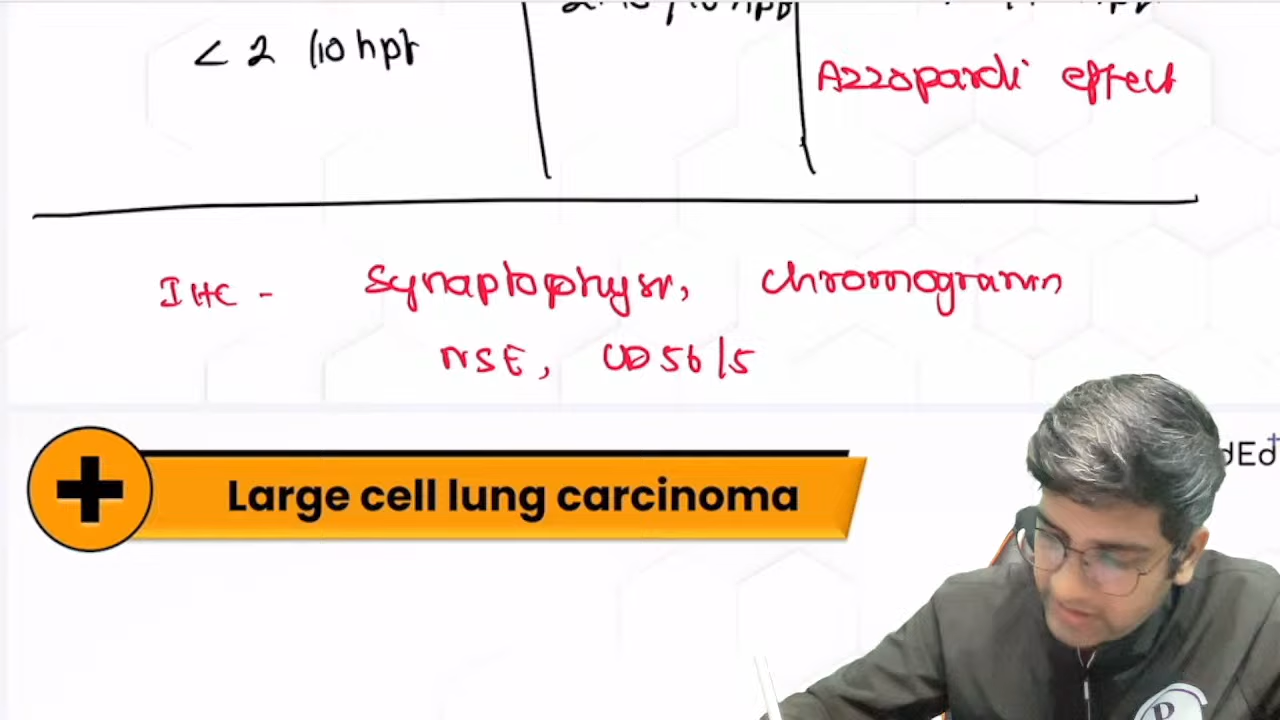 < 2 /10 hpf
Azzopardi effect
IHC - Synaptophysin, chromogranin
NSE, CD56/5
Large cell lung carcinoma